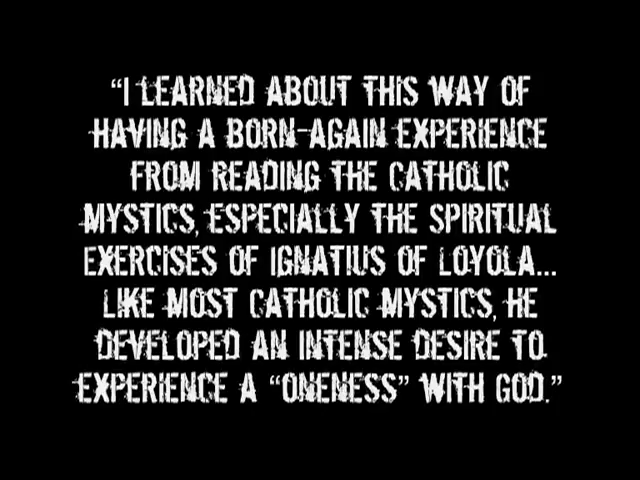 “I LEARNED ABOUT THIS WAY OF
HAVING A BORN-AGAIN EXPERIENCE
FROM READING THE CATHOLIC
MYSTICS, ESPECIALLY THE SPIRITUAL
EXERCISES OF IGNATIUS OF LOYOLA...
LIKE MOST CATHOLIC MYSTICS, HE
DEVELOPED AN INTENSE DESIRE TO
EXPERIENCE A “ONENESS” WITH GOD.”